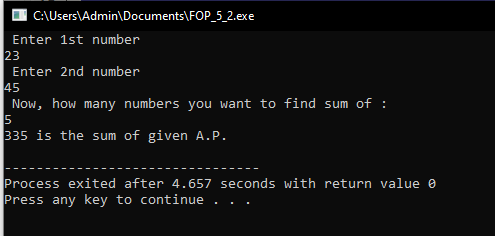 C:\Users\Admin\Documents\FOP_5_2.exe
Enter 1st number
23
Enter 2nd number
45
Now, how many numbers you want to find sum of :
5
335 is the sum of given A.P.
--------------------------------
Process exited after 4.657 seconds with return value 0
Press any key to continue . . .